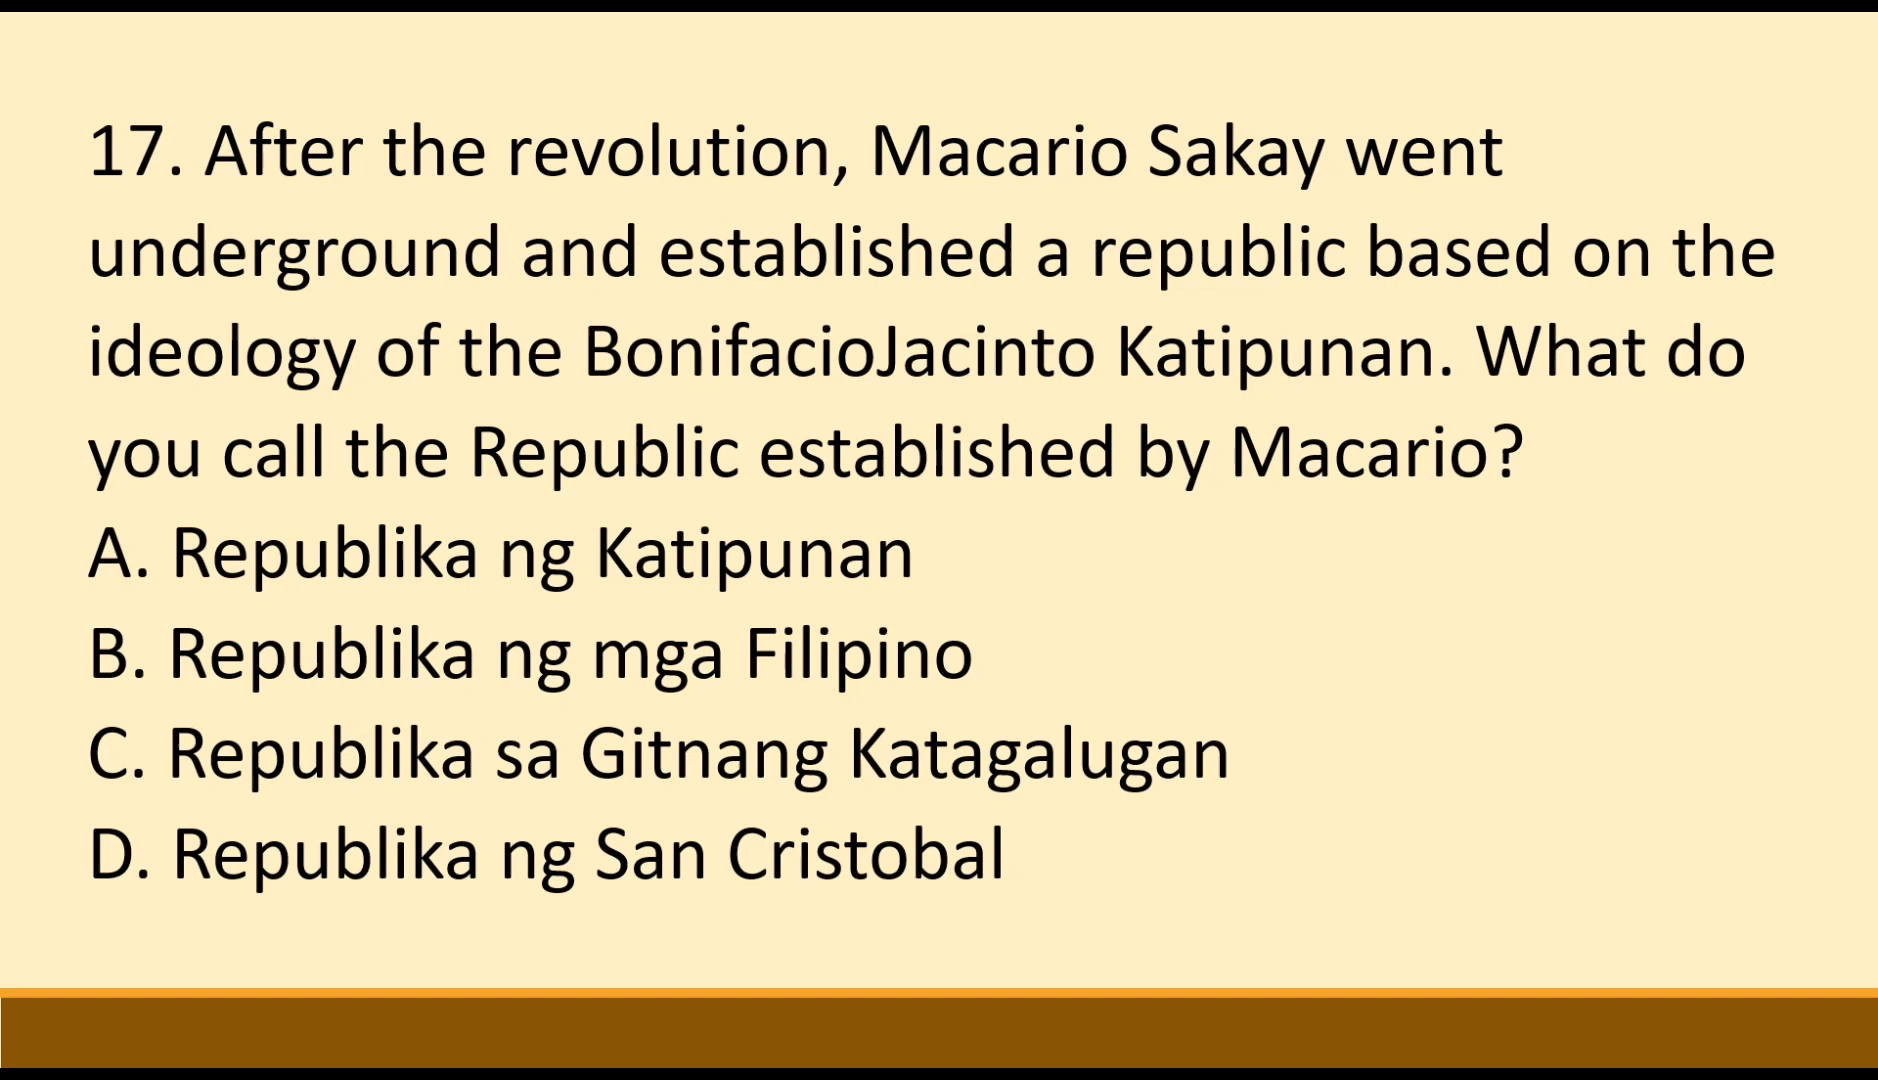 17. After the revolution, Macario Sakay went
underground and established a republic based on the
ideology of the BonifacioJacinto Katipunan. What do
you call the Republic established by Macario?
A. Republika ng Katipunan
B. Republika ng mga Filipino
C. Republika sa Gitnang Katagalugan
D. Republika ng San Cristobal